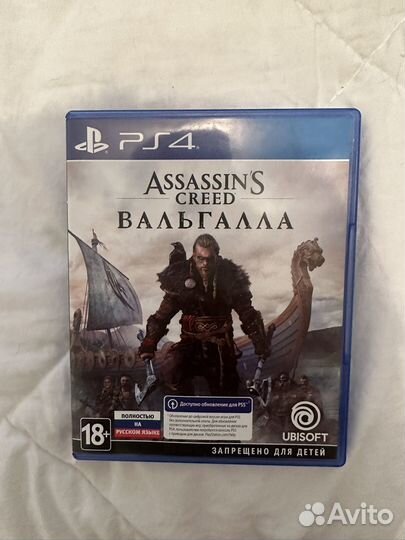 PS4
ASSASSIN'S
CREED
ВАЛЬГАЛЛА
Доступно обновление для PS5
ПОЛНОСТЬЮ
НА
РУССКОМ ЯЗЫКЕ
18+
UBISOFT
ЗАПРЕЩЕНО ДЛЯ ДЕТЕЙ
Avito